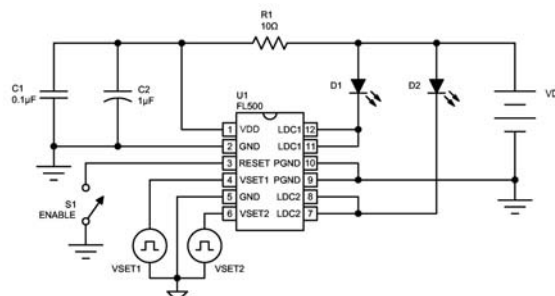 R1
10Ω
C1
0.1µF
C2
1µF
D1
D2
U1
FL500
1 VDD LDC1 12
2 GND LDC1 11
3 RESET PGND 10
4 VSET1 PGND 9
5 GND LDC2 8
6 VSET2 LDC2 7
S1
ENABLE
VSET1
VSET2